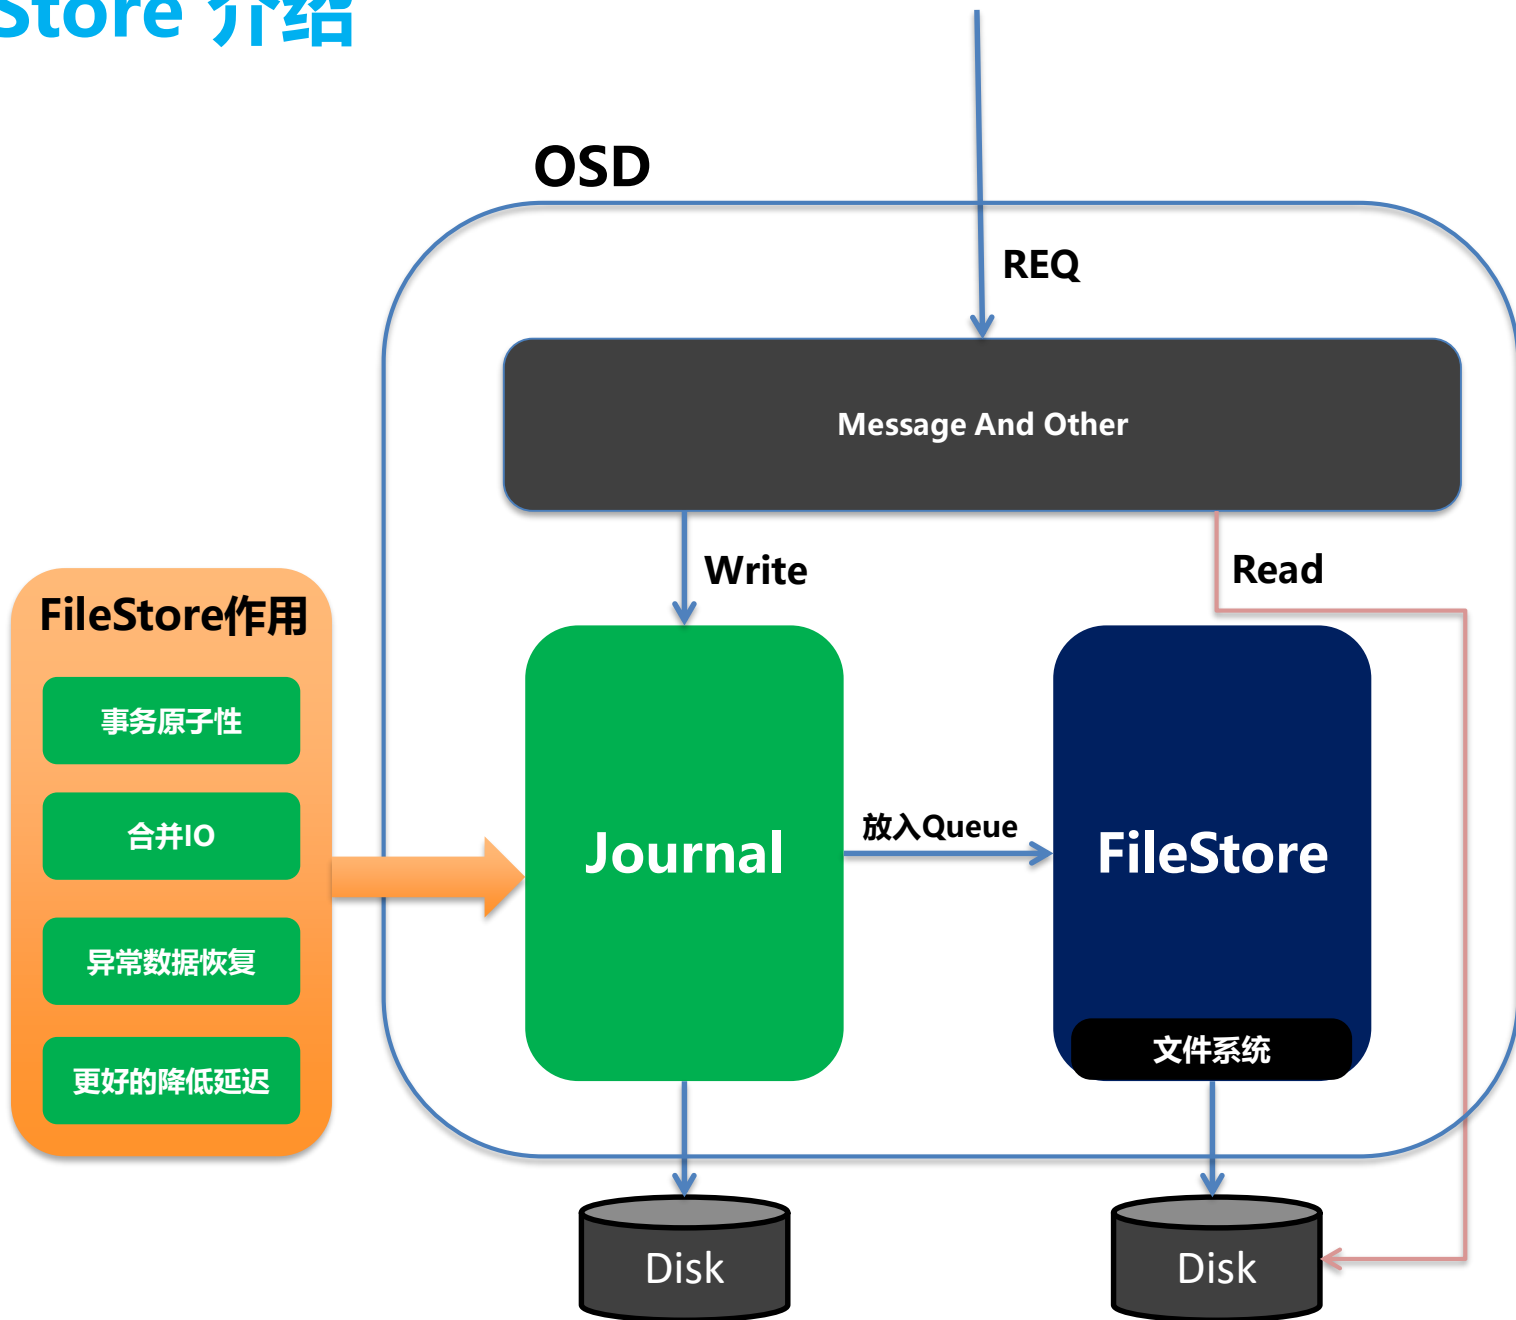 Store 介绍
OSD
REQ
Message And Other
Write
Read
FileStore作用
事务原子性
合并IO
异常数据恢复
更好的降低延迟
Journal
放入Queue
FileStore
文件系统
Disk
Disk